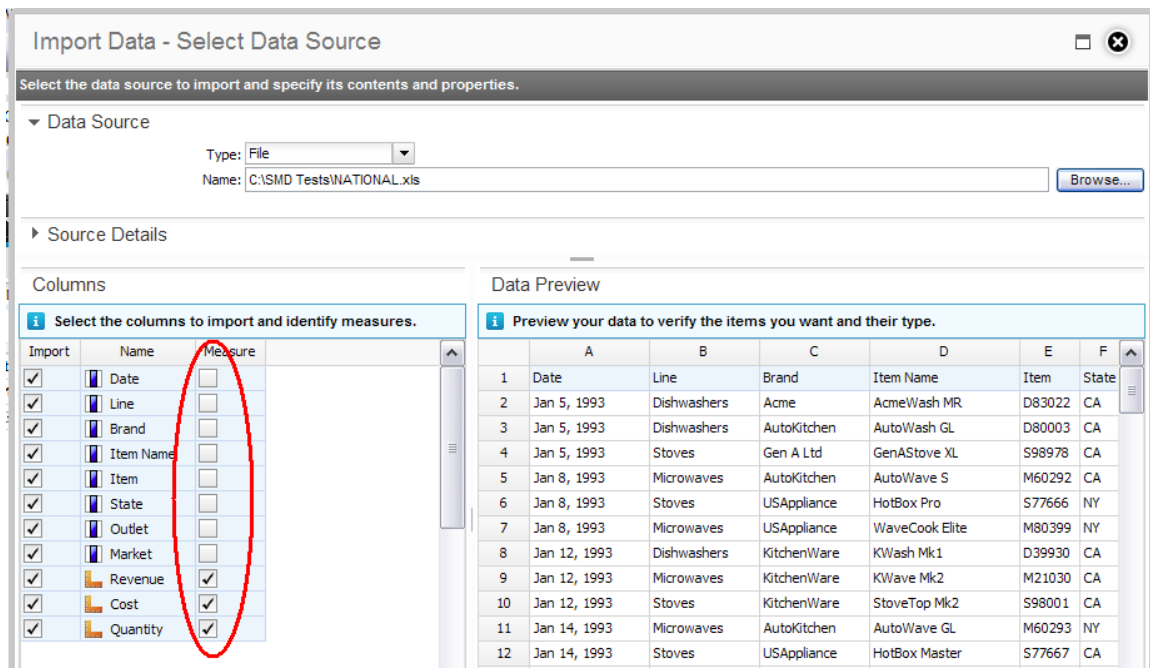 Import Data - Select Data Source
Select the data source to import and specify its contents and properties.
Data Source
Type: File
Name: C:\SMD Tests\NATIONAL.xls Browse...
Source Details
Columns
Select the columns to import and identify measures.
Import Name Measure
Date
Line
Brand
Item Name
Item
State
Outlet
Market
Revenue
Cost
Quantity
Data Preview
Preview your data to verify the items you want and their type.
A B C D E F
1 Date Line Brand Item Name Item State
2 Jan 5, 1993 Dishwashers Acme AcmeWash MR D83022 CA
3 Jan 5, 1993 Dishwashers AutoKitchen AutoWash GL D80003 CA
4 Jan 5, 1993 Stoves Gen A Ltd GenAStove XL S98978 CA
5 Jan 8, 1993 Microwaves AutoKitchen AutoWave S M60292 CA
6 Jan 8, 1993 Stoves USAppliance HotBox Pro S77666 NY
7 Jan 8, 1993 Microwaves USAppliance WaveCook Elite M80399 NY
8 Jan 12, 1993 Dishwashers KitchenWare KWash Mk1 D39930 CA
9 Jan 12, 1993 Microwaves KitchenWare KWave Mk2 M21030 CA
10 Jan 12, 1993 Stoves KitchenWare StoveTop Mk2 S98001 CA
11 Jan 14, 1993 Microwaves AutoKitchen AutoWave GL M60293 NY
12 Jan 14, 1993 Stoves USAppliance HotBox Master S77667 CA